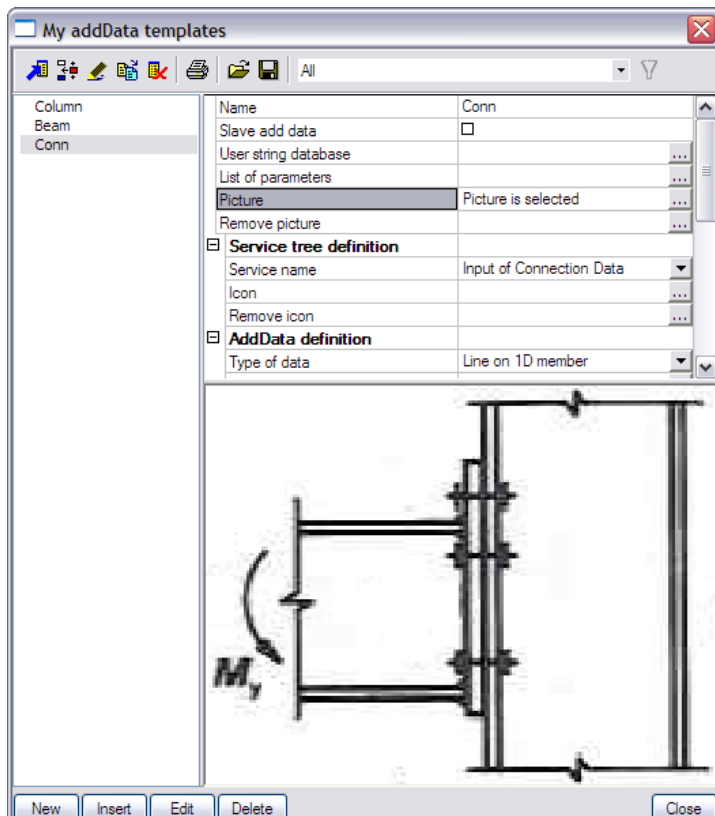 My addData templates
All
Column
Beam
Conn
Name Conn
Slave add data
User string database ...
List of parameters ...
Picture Picture is selected ...
Remove picture ...
Service tree definition
Service name Input of Connection Data
Icon ...
Remove icon ...
AddData definition
Type of data Line on 1D member
My
New Insert Edit Delete Close